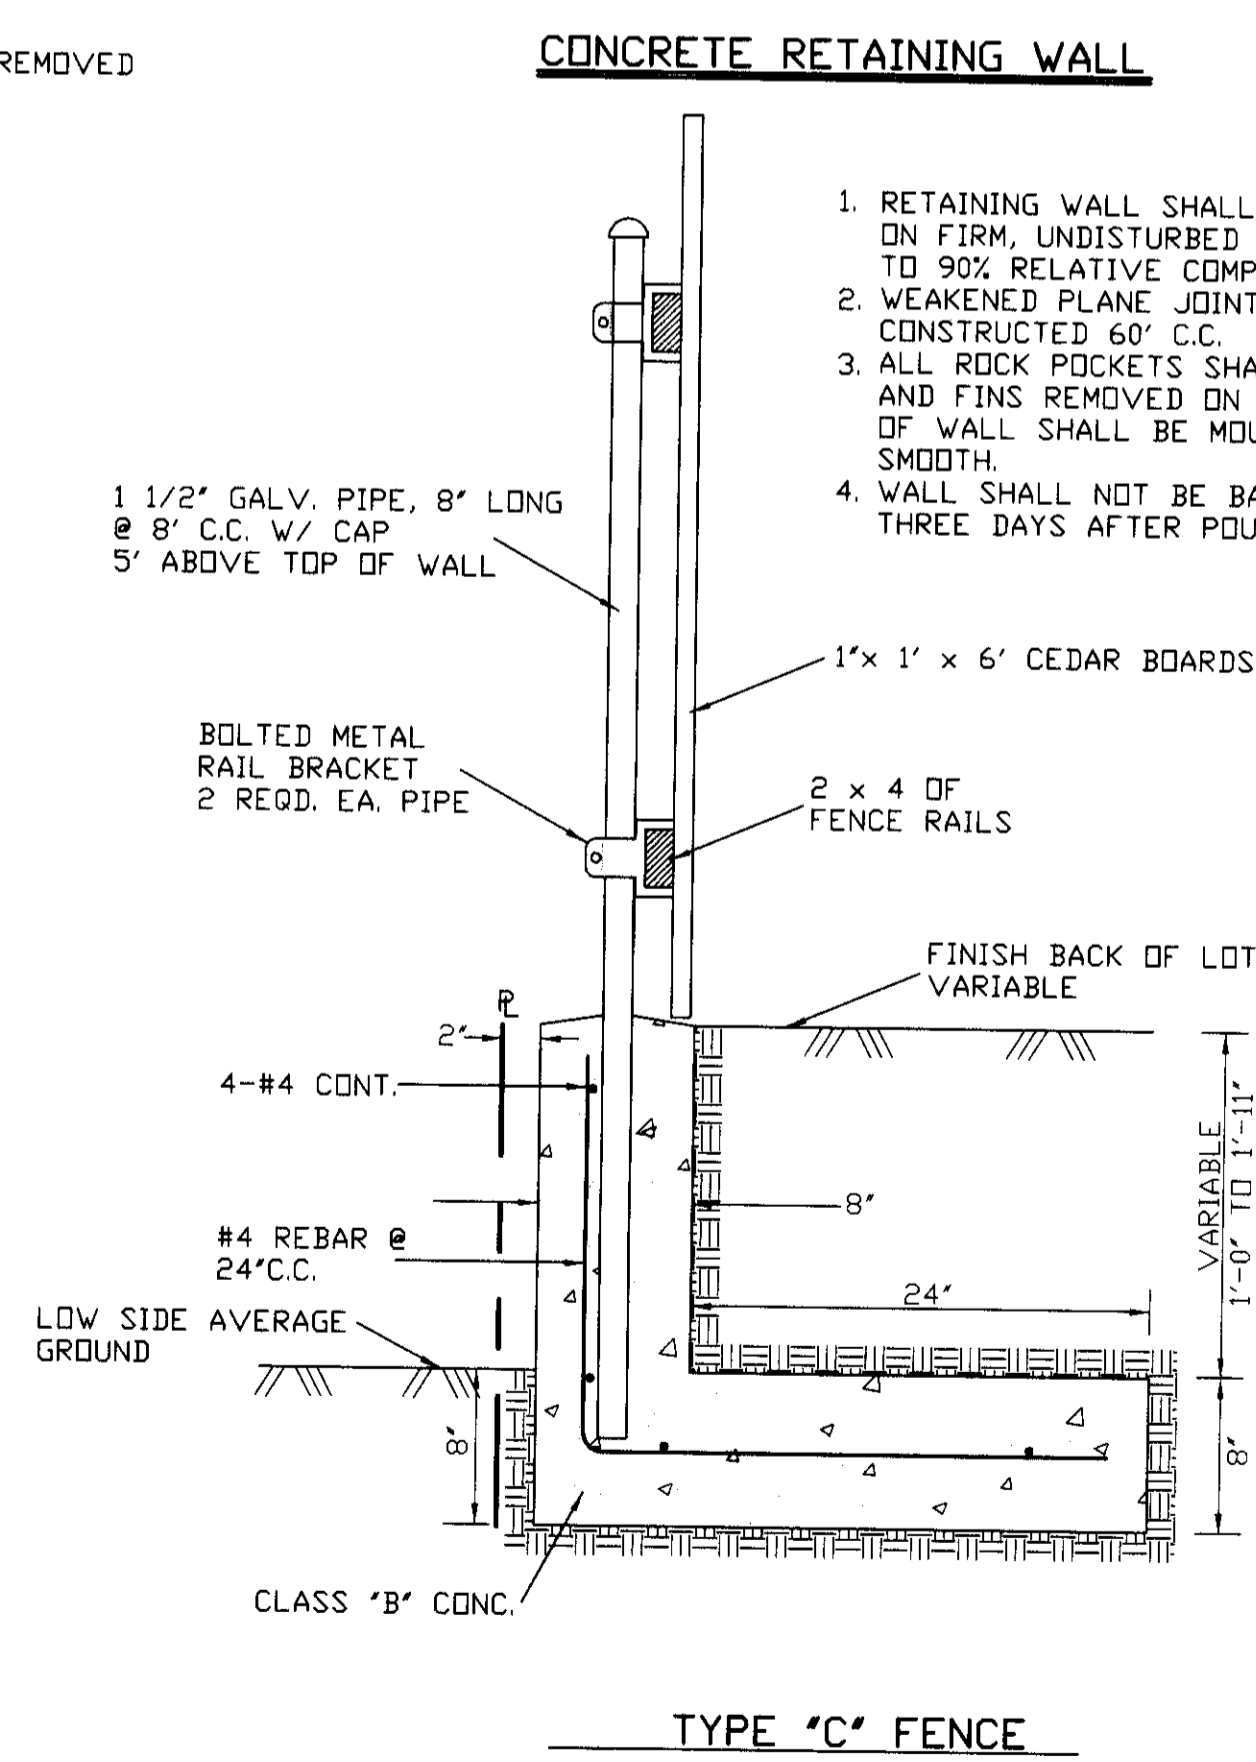 REMOVED
CONCRETE RETAINING WALL
1. RETAINING WALL SHALL
ON FIRM, UNDISTURBED
TO 90% RELATIVE COMP
2. WEAKENED PLANE JOINT
CONSTRUCTED 60' C.C.
3. ALL ROCK POCKETS SHA
AND FINS REMOVED ON
OF WALL SHALL BE MOU
SMOOTH.
4. WALL SHALL NOT BE BA
THREE DAYS AFTER POU
1 1/2" GALV. PIPE, 8" LONG
@ 8' C.C. W/ CAP
5' ABOVE TOP OF WALL
1"x 1' x 6' CEDAR BOARDS
BOLTED METAL
RAIL BRACKET
2 REQD. EA. PIPE
2 x 4 OF
FENCE RAILS
FINISH BACK OF LOT
VARIABLE
PL
2"
4-#4 CONT.
8"
#4 REBAR @
24"C.C.
24"
VARIABLE
1'-0" TO 1'-11"
LOW SIDE AVERAGE
GROUND
8"
8"
CLASS "B" CONC.
TYPE "C" FENCE